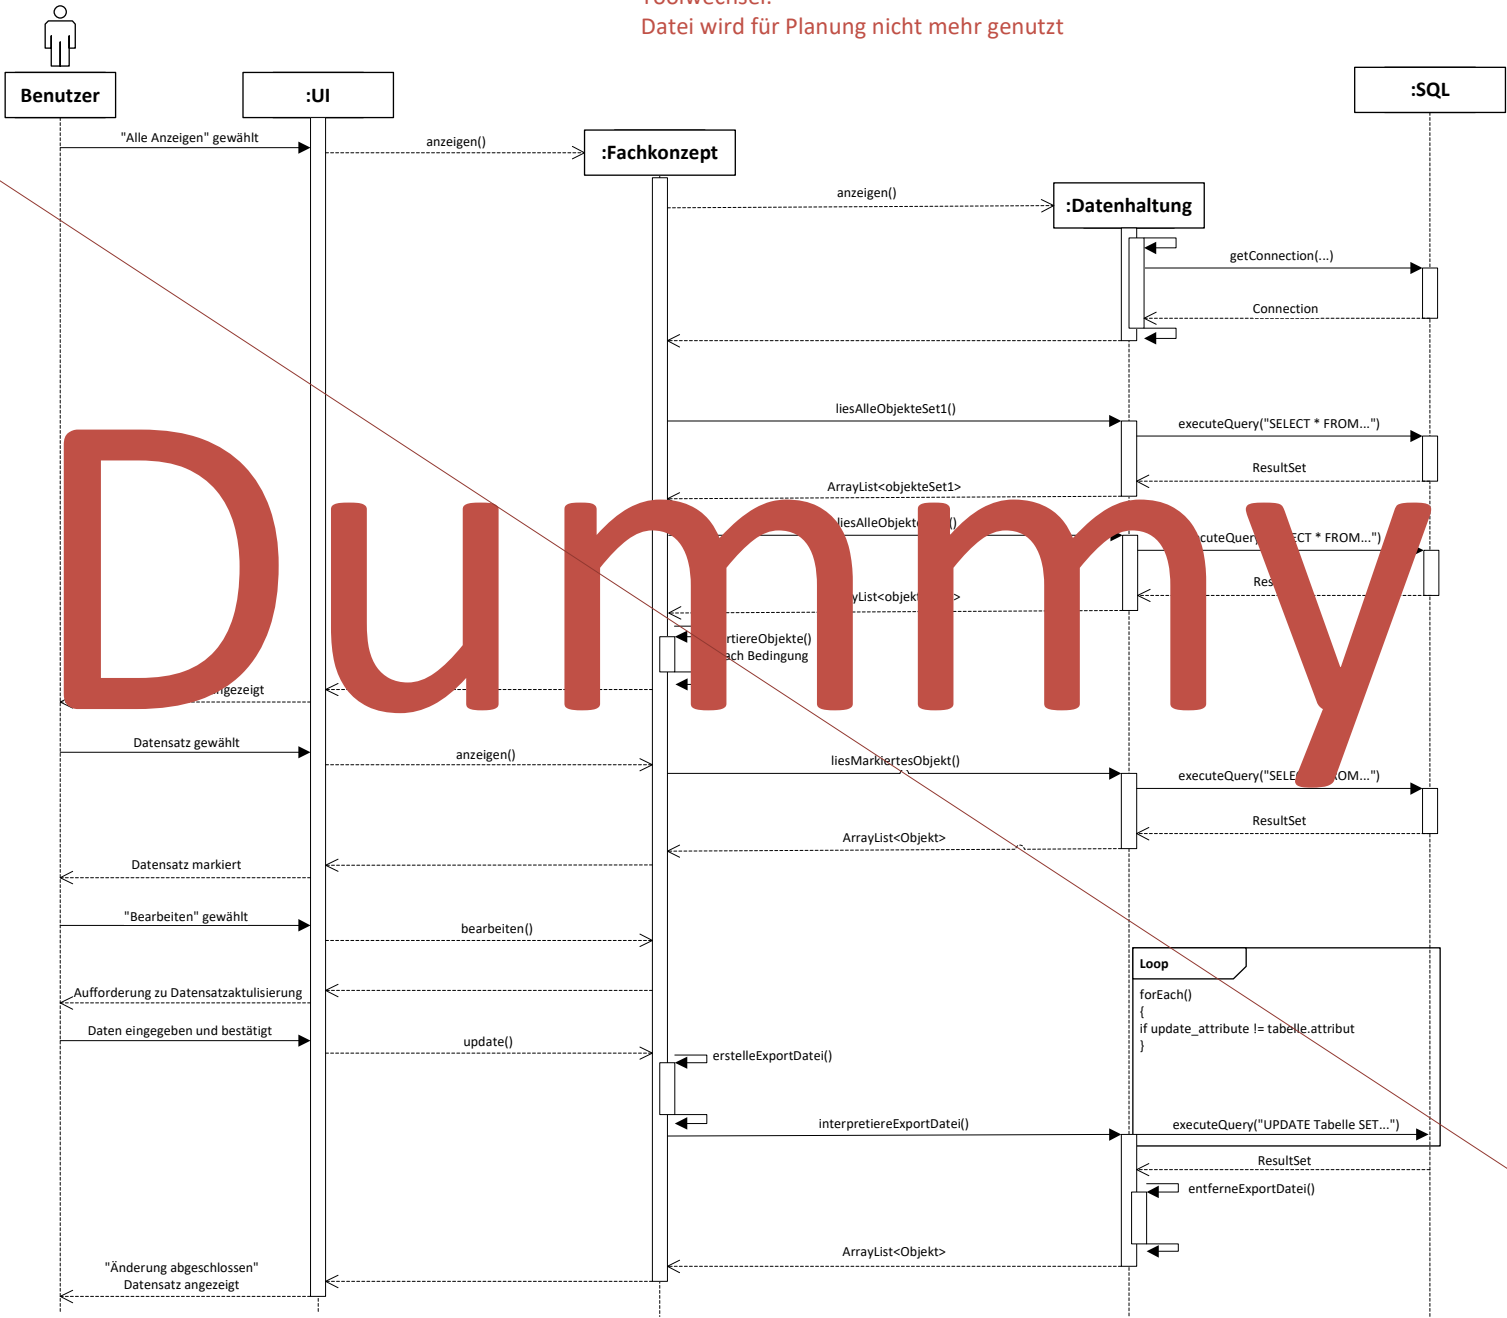 Toolwechsel.
Datei wird für Planung nicht mehr genutzt
Benutzer
:UI
:SQL
"Alle Anzeigen" gewählt
anzeigen()
:Fachkonzept
anzeigen()
:Datenhaltung
getConnection(...)
Connection
liesAlleObjekteSet1()
executeQuery("SELECT * FROM...")
ResultSet
ArrayList<objekteSet1>
Dummy
* FROM...")
Bedingung
Datensatz gewählt
anzeigen()
liesMarkiertesObjekt()
ResultSet
ArrayList<Objekt>
Datensatz markiert
"Bearbeiten" gewählt
bearbeiten()
Loop
forEach()
{
if update_attribute != tabelle.attribut
}
Aufforderung zu Datensatzaktulisierung
Daten eingegeben und bestätigt
update()
erstelleExportDatei()
interpretiereExportDatei()
executeQuery("UPDATE Tabelle SET...")
ResultSet
entferneExportDatei()
ArrayList<Objekt>
"Änderung abgeschlossen"
Datensatz angezeigt